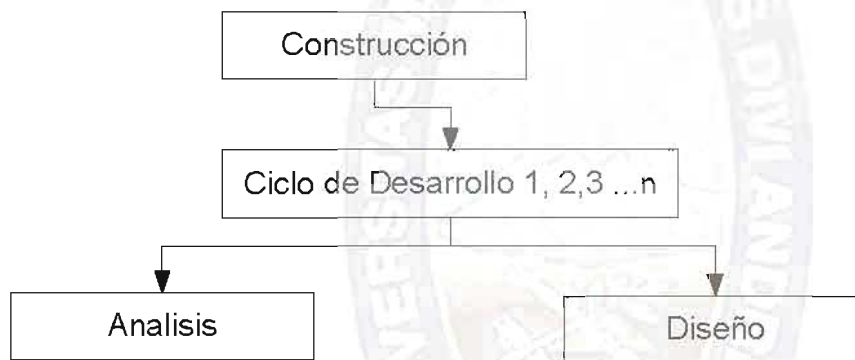 Construcción
Ciclo de Desarrollo 1, 2,3 ...n
Analisis
Diseño